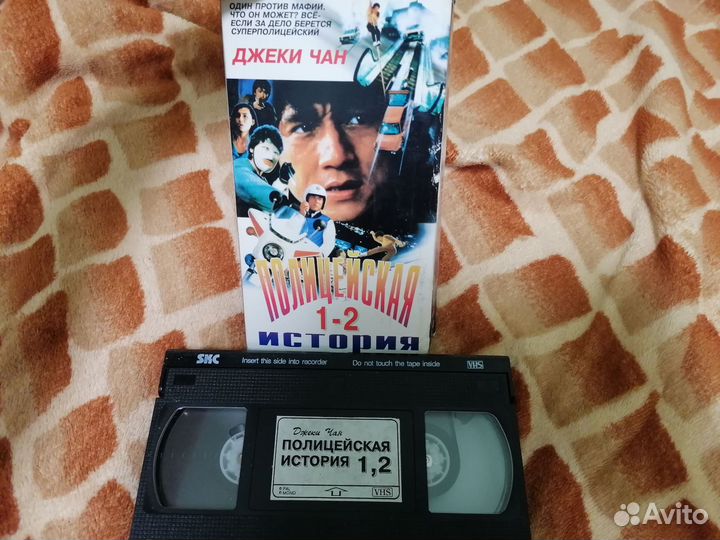 ОДИН ПРОТИВ МАФИИ.
ЧТО ОН МОЖЕТ? ВСЁ-
ЕСЛИ ЗА ДЕЛО БЕРЕТСЯ
СУПЕРПОЛИЦЕЙСКИЙ
ДЖЕКИ ЧАН
ПОЛИЦЕЙСКАЯ
1-2
ИСТОРИЯ
SKC Insert this side into recorder Do not touch the tape inside VHS
Джеки Чан
ПОЛИЦЕЙСКАЯ
ИСТОРИЯ 1,2
PAL
MONO
VHS
Avito